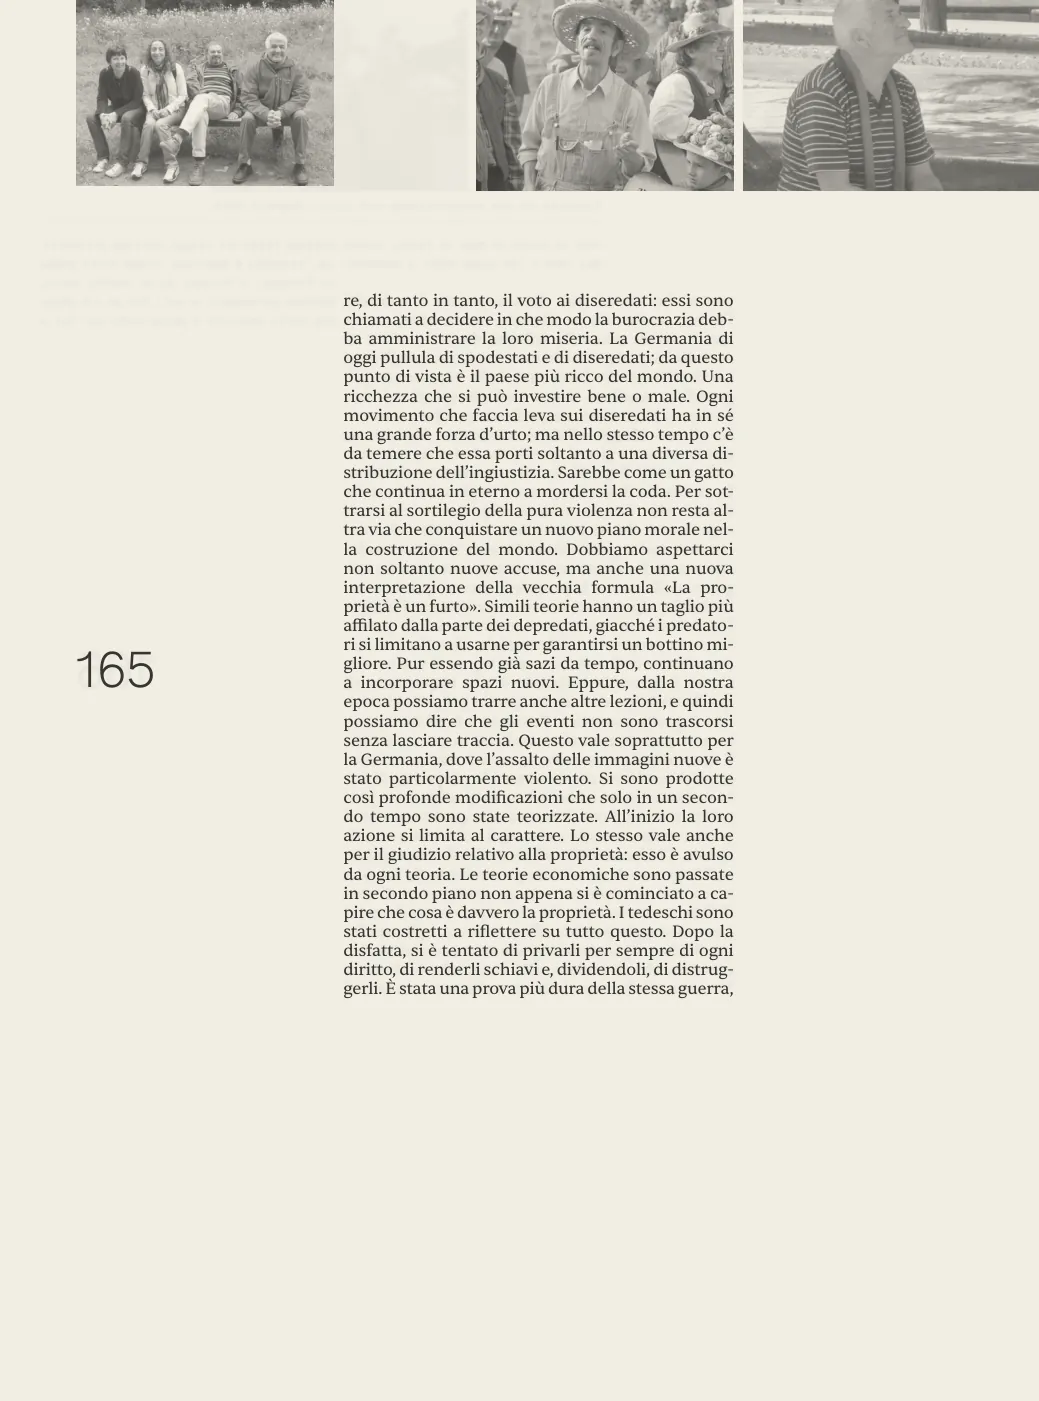 re, di tanto in tanto, il voto ai diseredati: essi sono
chiamati a decidere in che modo la burocrazia deb-
ba amministrare la loro miseria. La Germania di
oggi pullula di spodestati e di diseredati; da questo
punto di vista è il paese più ricco del mondo. Una
ricchezza che si può investire bene o male. Ogni
movimento che faccia leva sui diseredati ha in sé
una grande forza d’urto; ma nello stesso tempo c’è
da temere che essa porti soltanto a una diversa di-
stribuzione dell’ingiustizia. Sarebbe come un gatto
che continua in eterno a mordersi la coda. Per sot-
trarsi al sortilegio della pura violenza non resta al-
tra via che conquistare un nuovo piano morale nel-
la costruzione del mondo. Dobbiamo aspettarci
non soltanto nuove accuse, ma anche una nuova
interpretazione della vecchia formula «La pro-
prietà è un furto». Simili teorie hanno un taglio più
affilato dalla parte dei depredati, giacché i predato-
ri si limitano a usarne per garantirsi un bottino mi-
gliore. Pur essendo già sazi da tempo, continuano
a incorporare spazi nuovi. Eppure, dalla nostra
epoca possiamo trarre anche altre lezioni, e quindi
possiamo dire che gli eventi non sono trascorsi
senza lasciare traccia. Questo vale soprattutto per
la Germania, dove l’assalto delle immagini nuove è
stato particolarmente violento. Si sono prodotte
così profonde modificazioni che solo in un secon-
do tempo sono state teorizzate. All’inizio la loro
azione si limita al carattere. Lo stesso vale anche
per il giudizio relativo alla proprietà: esso è avulso
da ogni teoria. Le teorie economiche sono passate
in secondo piano non appena si è cominciato a ca-
pire che cosa è davvero la proprietà. I tedeschi sono
stati costretti a riflettere su tutto questo. Dopo la
disfatta, si è tentato di privarli per sempre di ogni
diritto, di renderli schiavi e, dividendoli, di distrug-
gerli. È stata una prova più dura della stessa guerra,
165